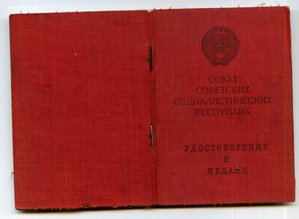 СОЮЗ
СОВЕТСКИХ
СОЦИАЛИСТИЧЕСКИХ
РЕСПУБЛИК
УДОСТОВЕРЕНИЕ
К
МЕДАЛИ